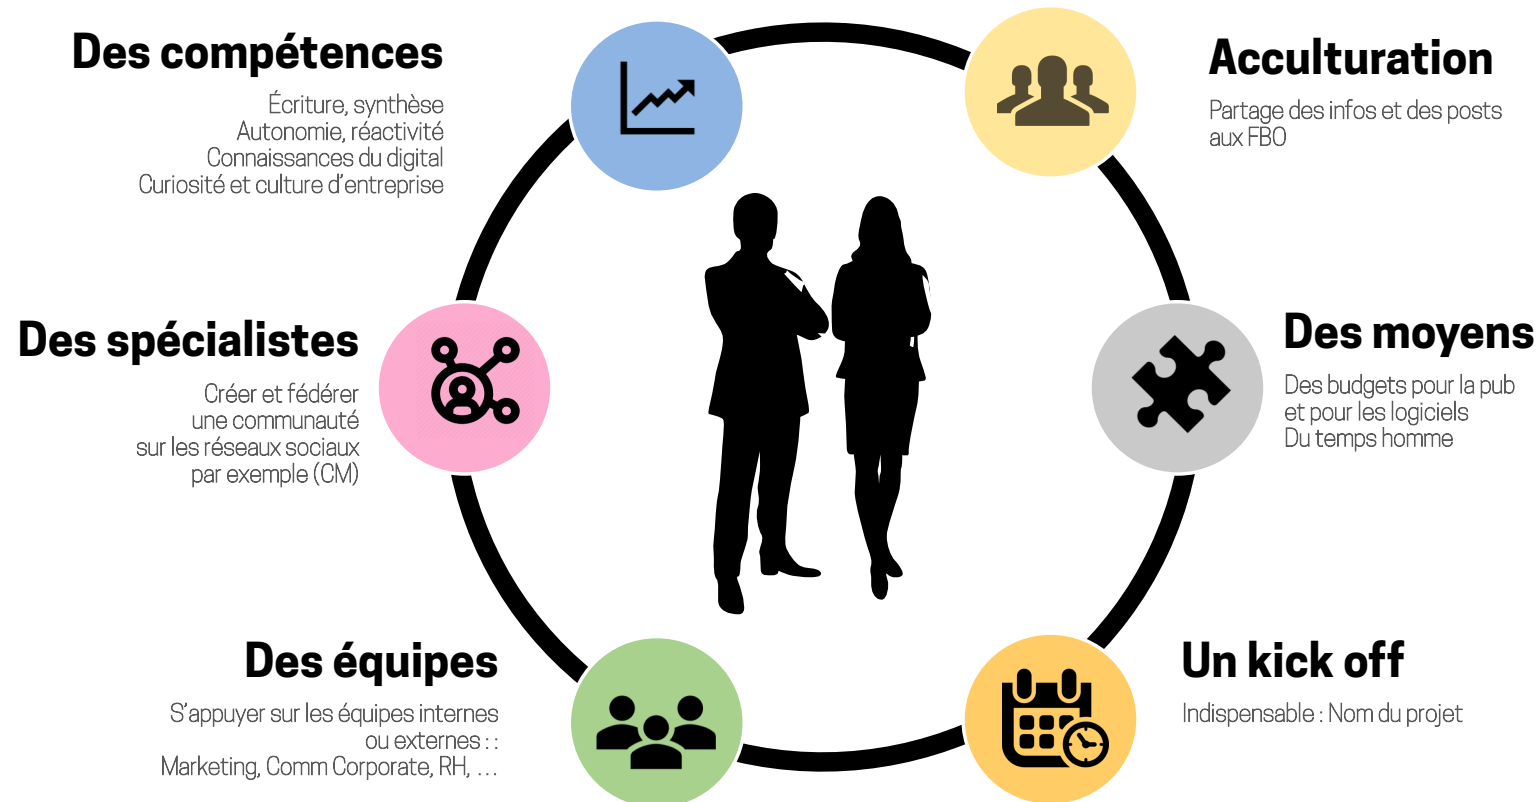 Des compétences
Écriture, synthèse
Autonomie, réactivité
Connaissances du digital
Curiosité et culture d'entreprise
Acculturation
Partage des infos et des posts
aux FBO
Des spécialistes
Créer et fédérer
une communauté
sur les réseaux sociaux
par exemple (CM)
Des moyens
Des budgets pour la pub
et pour les logiciels
Du temps homme
Des équipes
S'appuyer sur les équipes internes
ou externes : :
Marketing, Comm Corporate, RH, …
Un kick off
Indispensable : Nom du projet